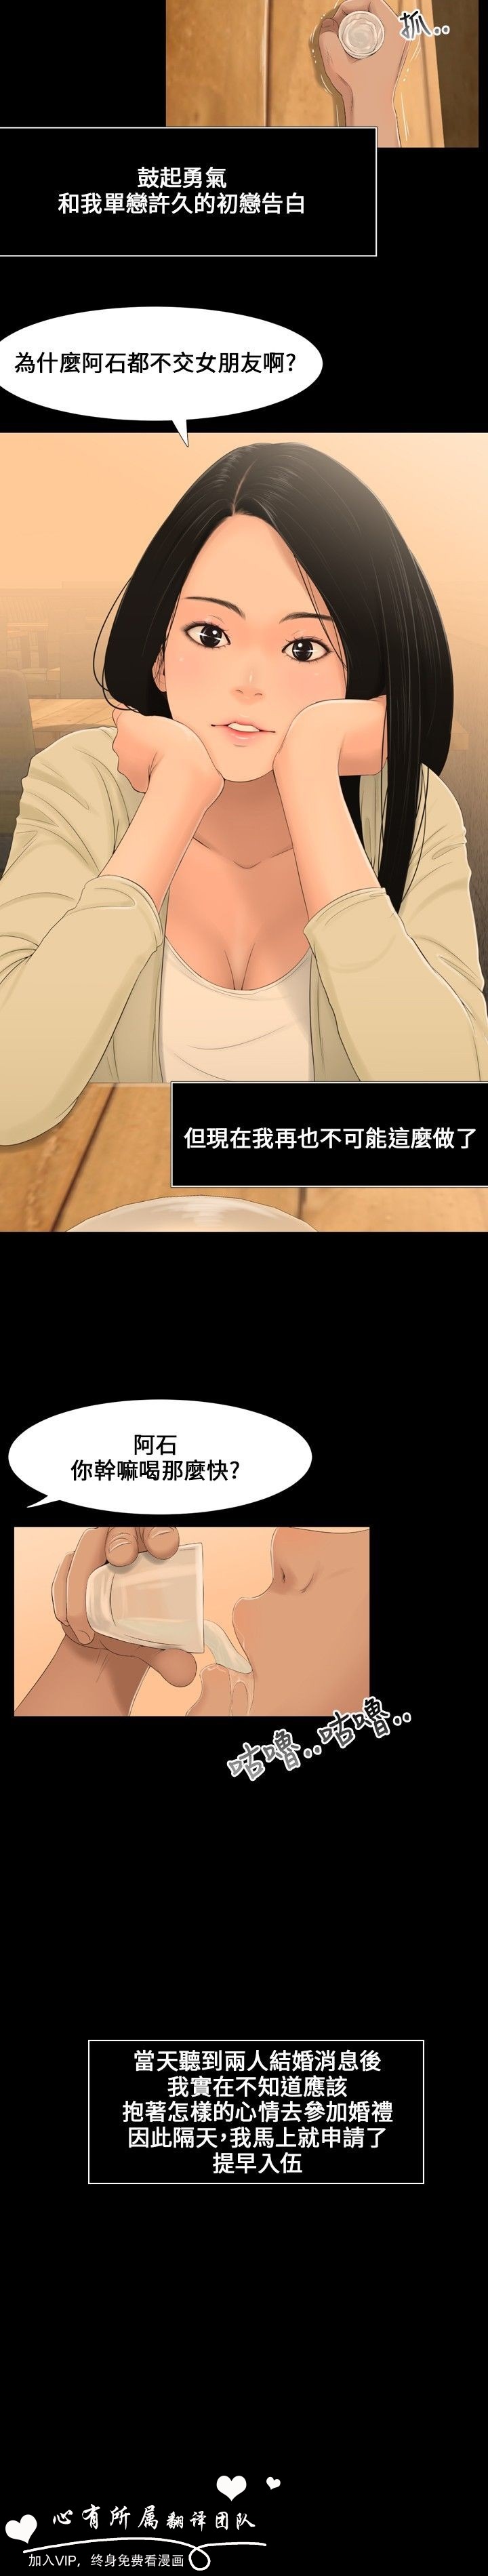 抓..
鼓起勇氣
和我單戀許久的初戀告白
為什麼阿石都不交女朋友啊?
但現在我再也不可能這麼做了
阿石
你幹嘛喝那麼快?
咕嚕..咕嚕..
當天聽到兩人結婚消息後
我實在不知道應該
抱著怎樣的心情去參加婚禮
因此隔天,我馬上就申請了
提早入伍
心有所属翻译团队
加入VIP，终身免费看漫画